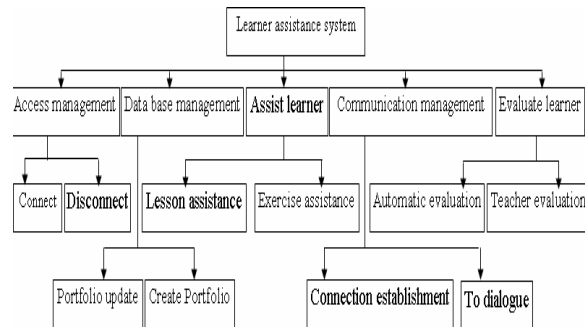 Learner assistance system
Access management Data base management Assist learner Communication management Evaluate learner
Connect Disconnect Lesson assistance Exercise assistance Automatic evaluation Teacher evaluation
Portfolio update Create Portfolio Connection establishment To dialogue